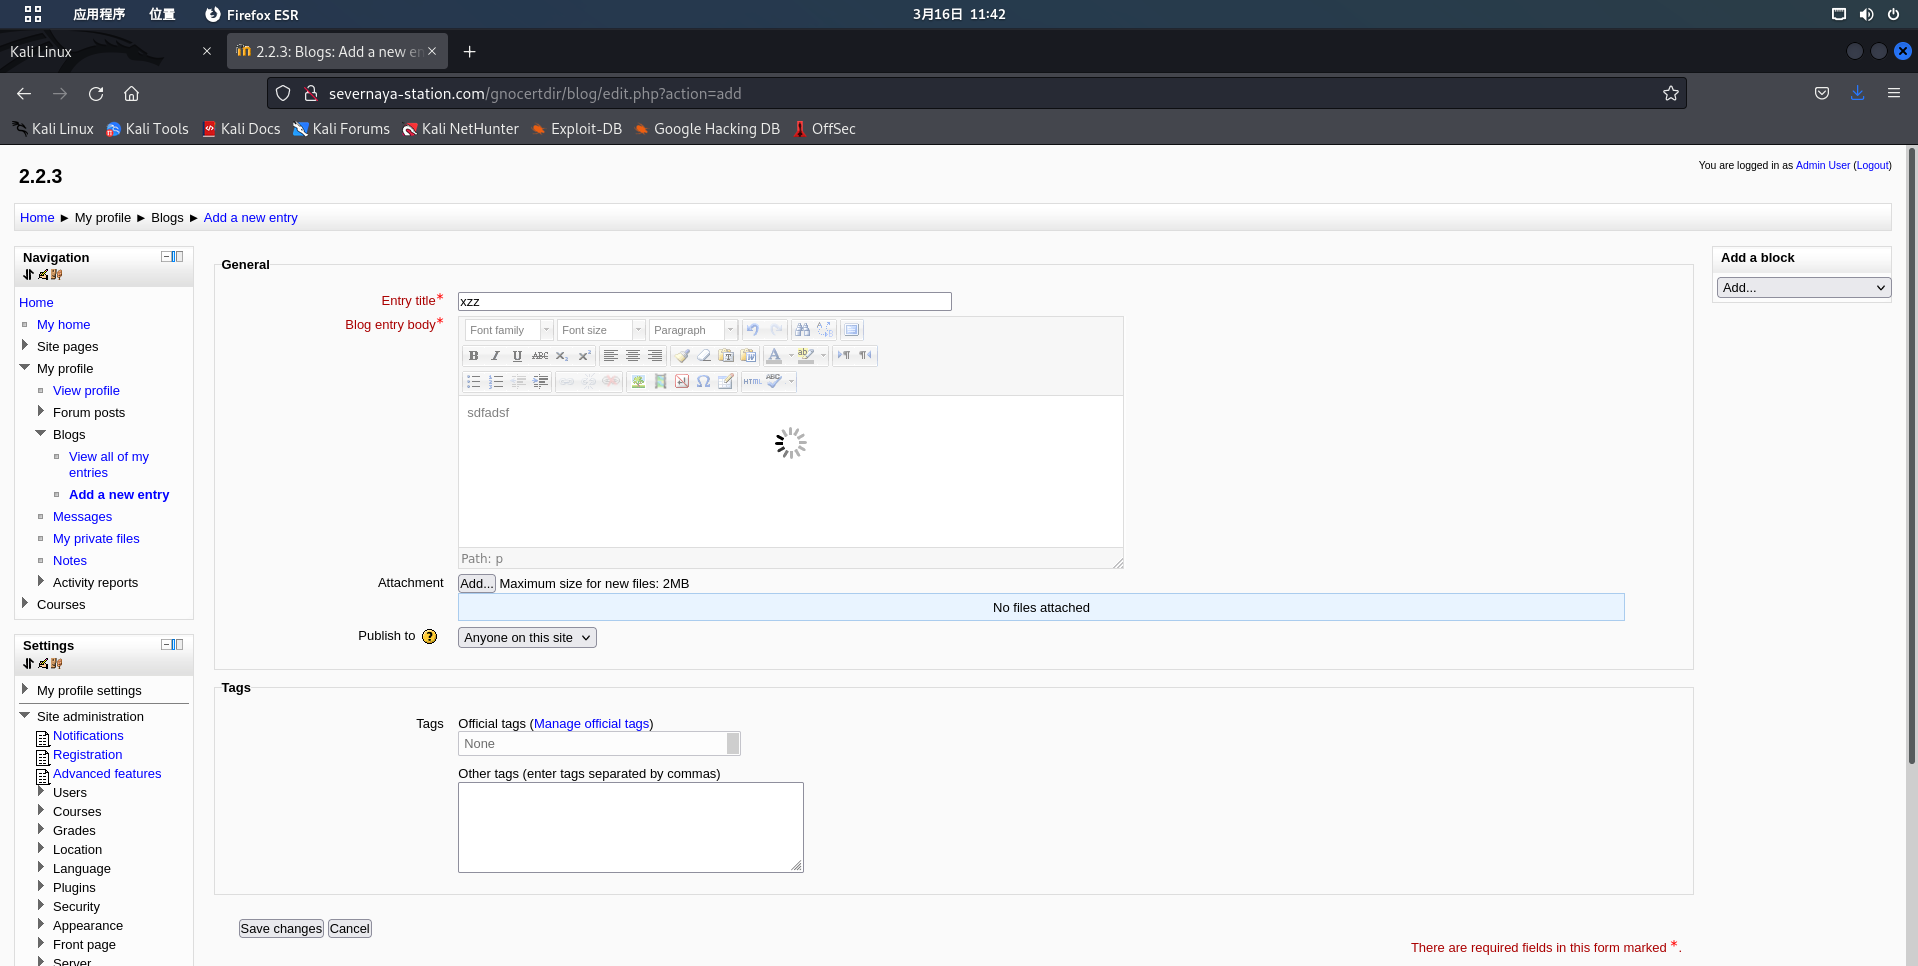 应用程序 位置 Firefox ESR 3月16日 11:42
Kali Linux 2.2.3: Blogs: Add a new en
severnaya-station.com/gnocertdir/blog/edit.php?action=add
Kali Linux Kali Tools Kali Docs Kali Forums Kali NetHunter Exploit-DB Google Hacking DB OffSec
2.2.3
You are logged in as Admin User (Logout)
Home ► My profile ► Blogs ► Add a new entry
Navigation
Home
My home
Site pages
My profile
View profile
Forum posts
Blogs
View all of my
entries
Add a new entry
Messages
My private files
Notes
Activity reports
Courses
Settings
My profile settings
Site administration
Notifications
Registration
Advanced features
Users
Courses
Grades
Location
Language
Plugins
Security
Appearance
Front page
Server
General
Entry title* xzz
Blog entry body*
Font family Font size Paragraph
B I U ABC x₂ x² T W A ab
Ω HTML ABC
sdfadsf
Path: p
Attachment Add... Maximum size for new files: 2MB
No files attached
Publish to ? Anyone on this site
Tags
Tags Official tags (Manage official tags)
None
Other tags (enter tags separated by commas)
Save changes Cancel
There are required fields in this form marked *.
Add a block
Add...